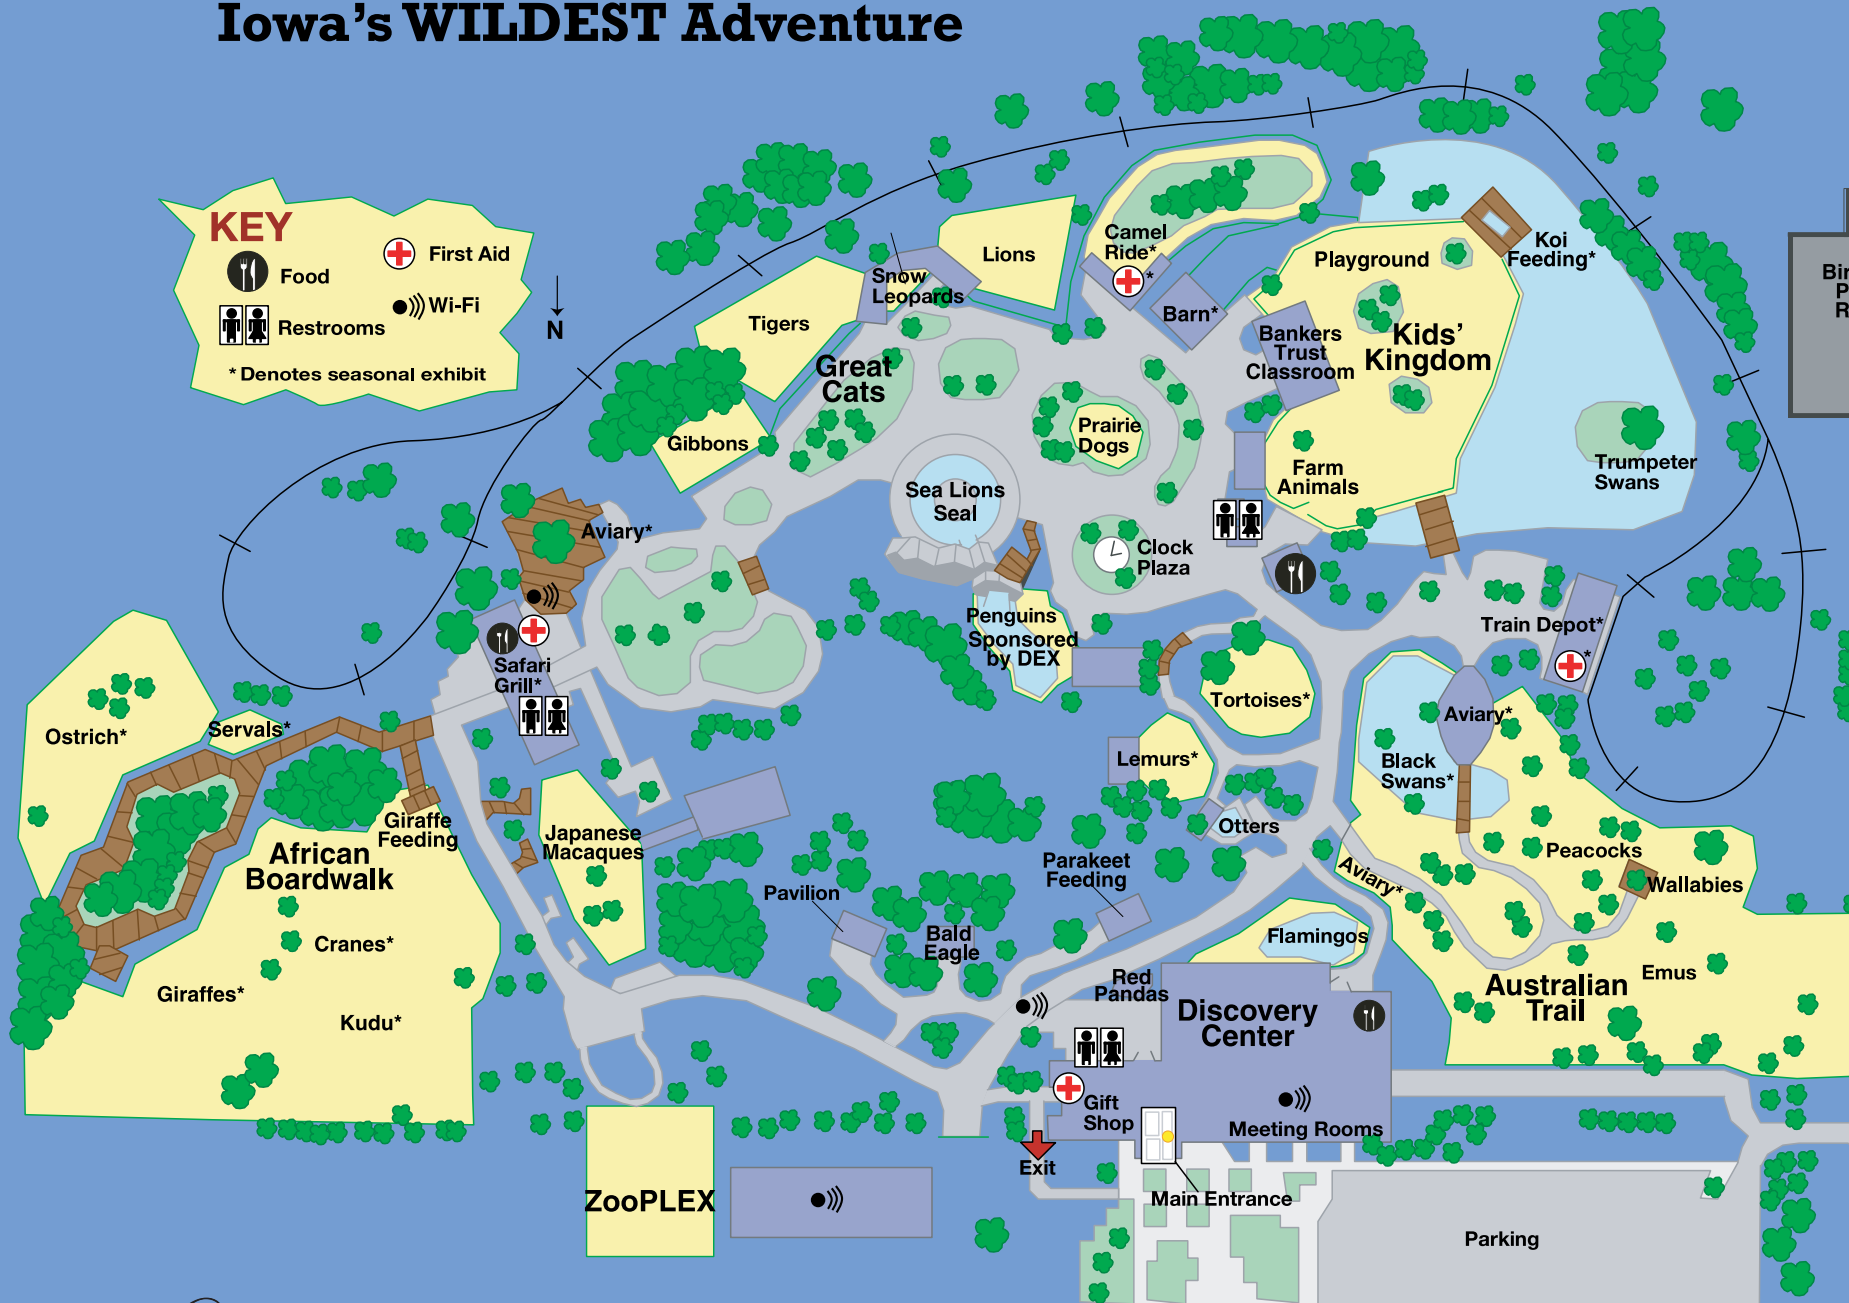 Iowa's WILDEST Adventure
KEY
First Aid
Food
Wi-Fi
Restrooms
* Denotes seasonal exhibit
N
Lions
Snow
Leopards
Tigers
Great
Cats
Gibbons
Camel
Ride*
*
Barn*
Playground
Koi
Feeding*
Bankers
Trust
Classroom
Kids'
Kingdom
Prairie
Dogs
Farm
Animals
Trumpeter
Swans
Sea Lions
Seal
Aviary*
Clock
Plaza
Penguins
Sponsored
by DEX
Train Depot*
*
Safari
Grill*
Tortoises*
Aviary*
Ostrich*
Servals*
Lemurs*
Black
Swans*
Giraffe
Feeding
Japanese
Macaques
Otters
African
Boardwalk
Parakeet
Feeding
Aviary*
Peacocks
Wallabies
Pavilion
Bald
Eagle
Flamingos
Cranes*
Giraffes*
Kudu*
Red
Pandas
Discovery
Center
Australian
Trail
Emus
Gift
Shop
Meeting Rooms
Exit
Main Entrance
ZooPLEX
Parking